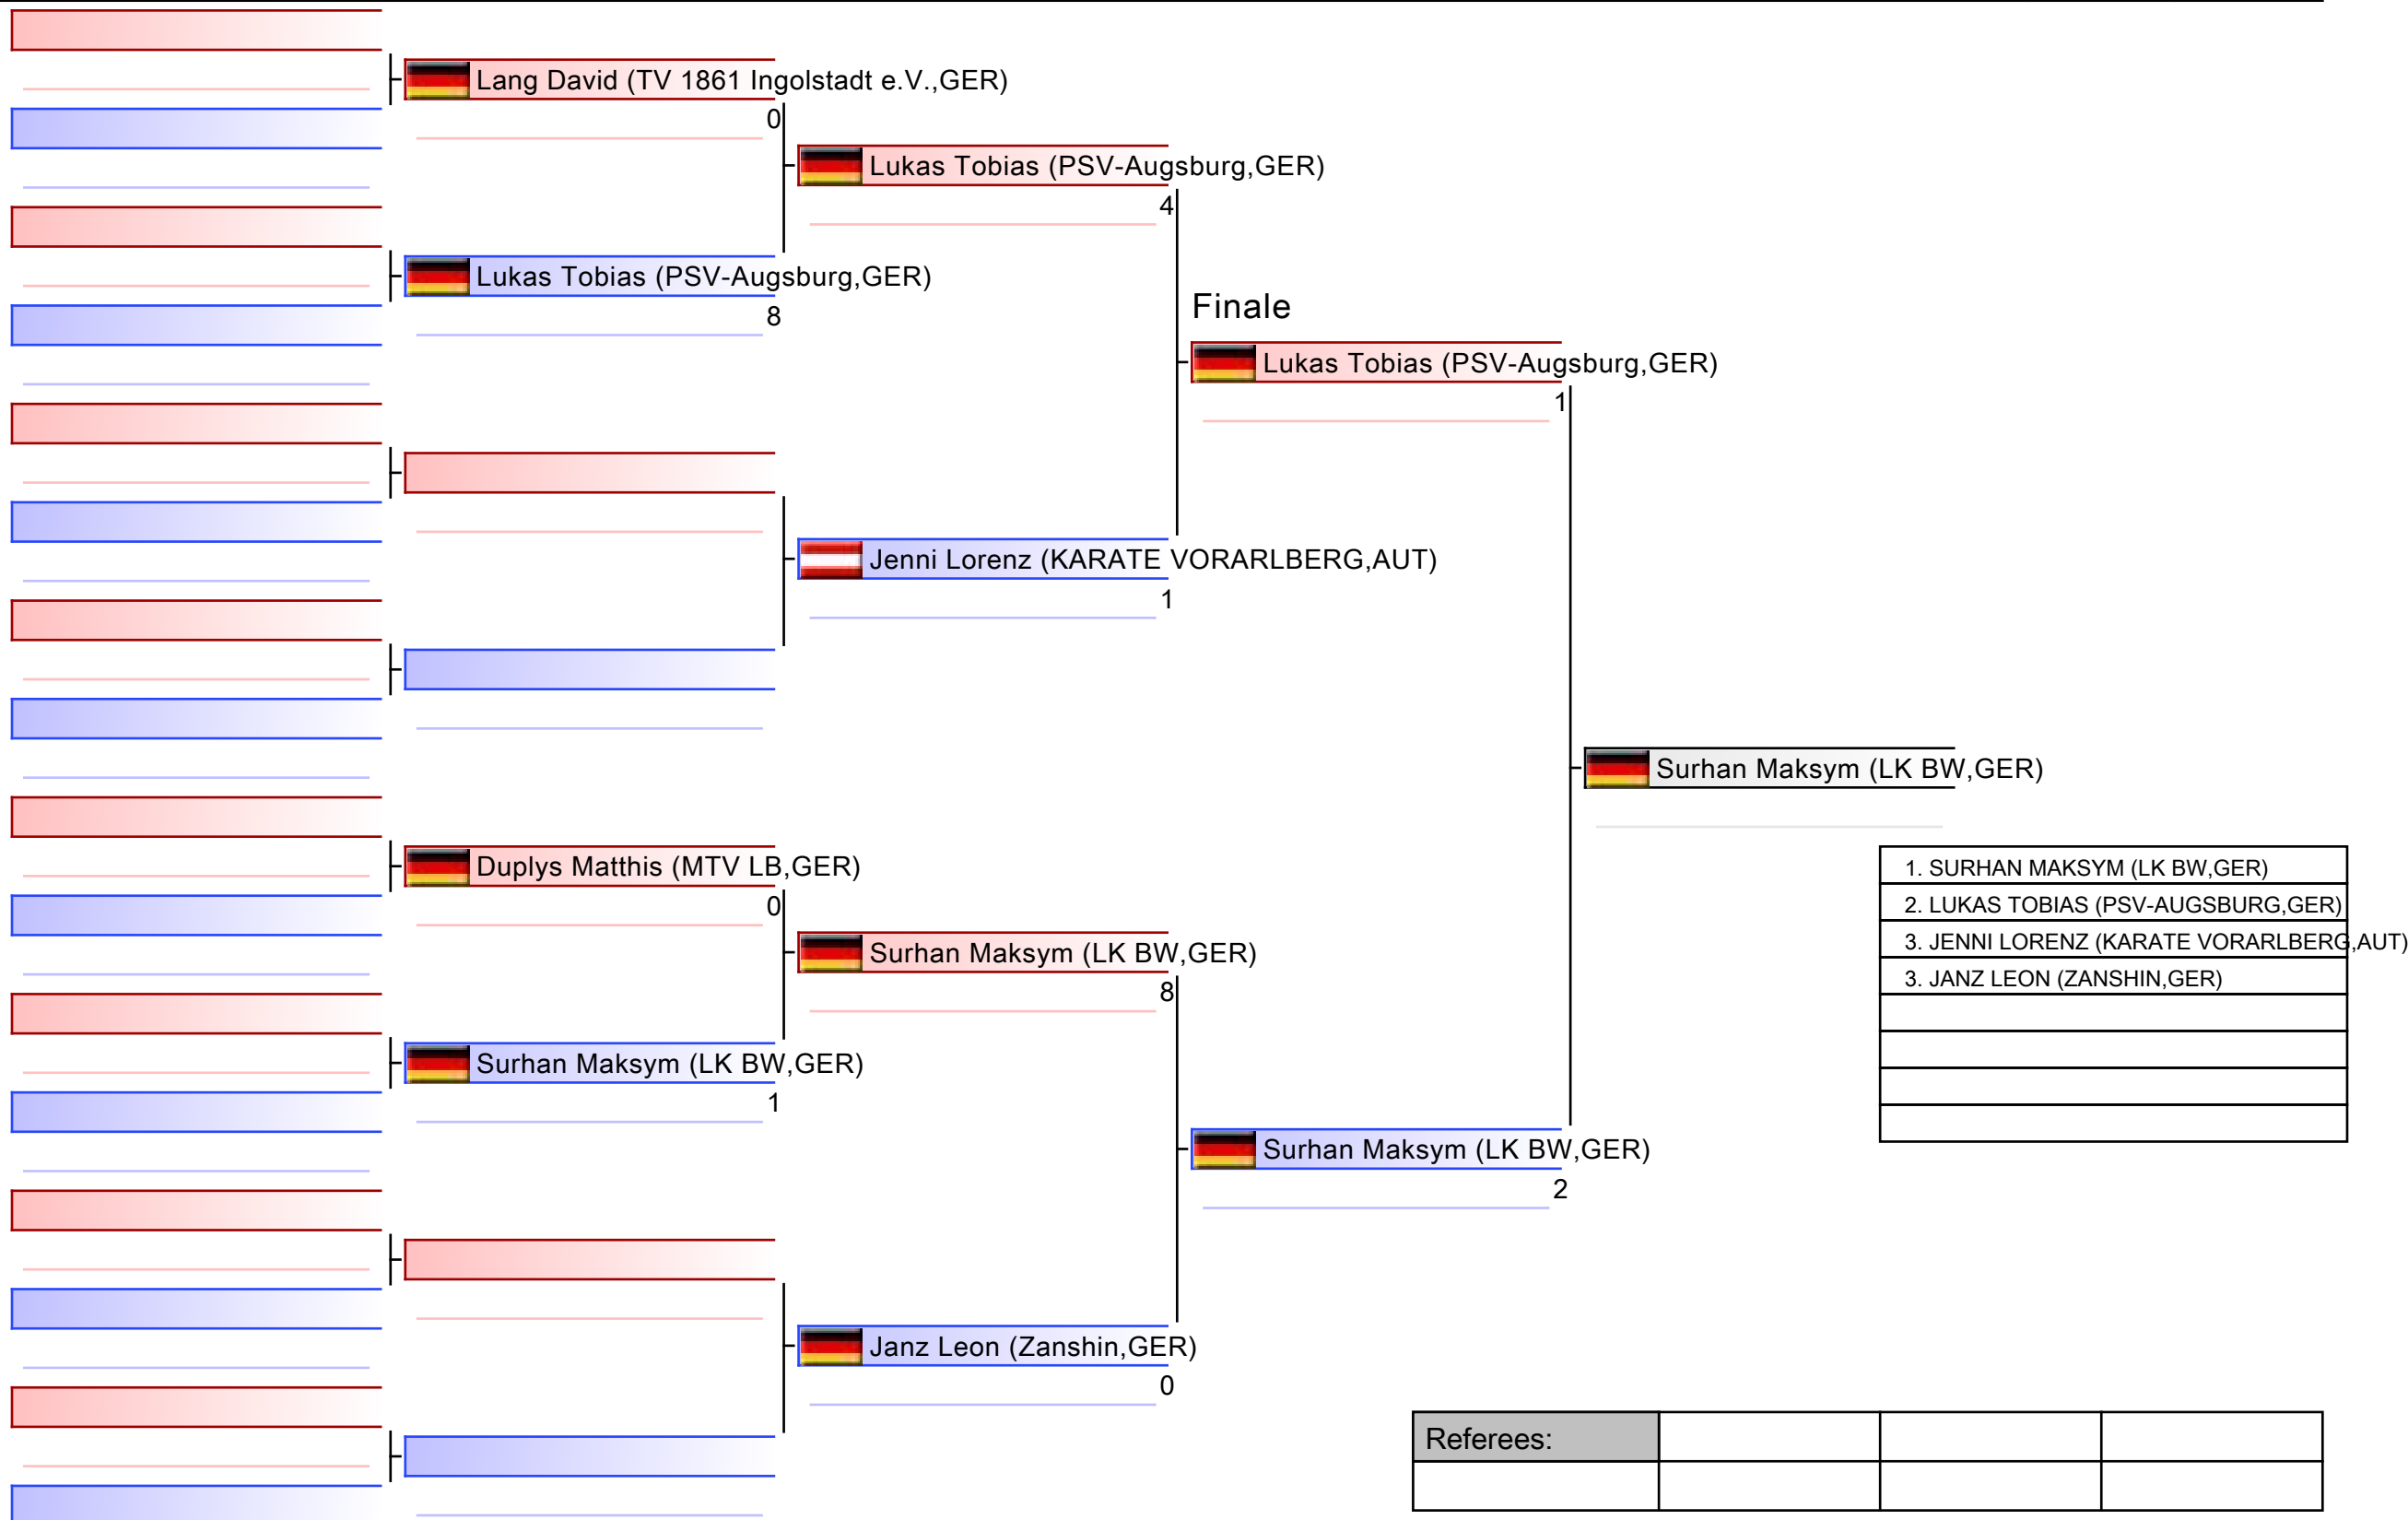 Lang David (TV 1861 Ingolstadt e.V.,GER)
0
Lukas Tobias (PSV-Augsburg,GER)
4
Lukas Tobias (PSV-Augsburg,GER)
8
Finale
Lukas Tobias (PSV-Augsburg,GER)
1
Jenni Lorenz (KARATE VORARLBERG,AUT)
1
Surhan Maksym (LK BW,GER)
Duplys Matthis (MTV LB,GER)
0
Surhan Maksym (LK BW,GER)
8
Surhan Maksym (LK BW,GER)
1
Surhan Maksym (LK BW,GER)
2
Janz Leon (Zanshin,GER)
0
1. SURHAN MAKSYM (LK BW,GER)
2. LUKAS TOBIAS (PSV-AUGSBURG,GER)
3. JENNI LORENZ (KARATE VORARLBERG,AUT)
3. JANZ LEON (ZANSHIN,GER)
Referees: